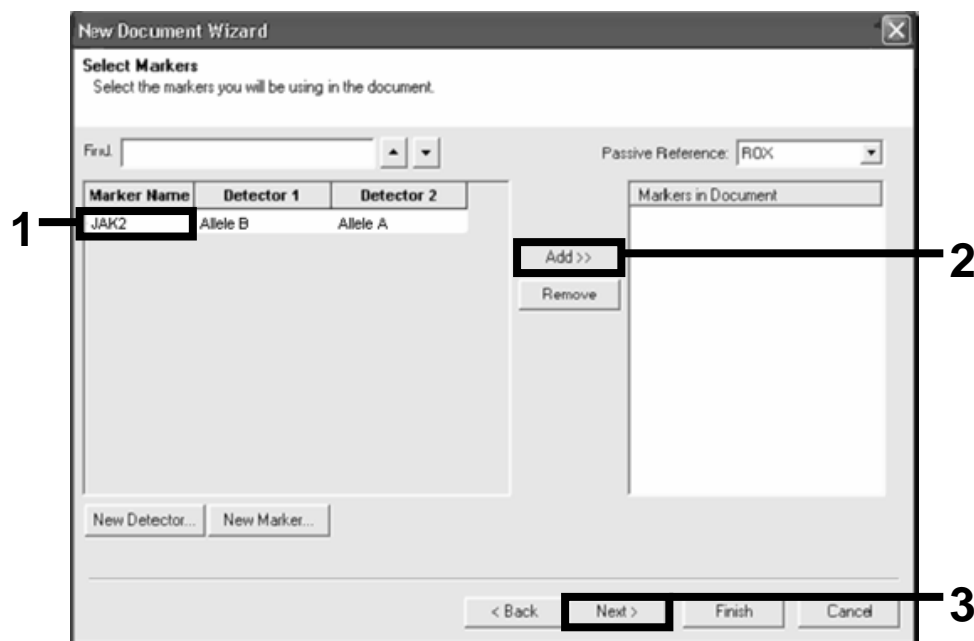 New Document Wizard
Select Markers
Select the markers you will be using in the document.
Find. Passive Reference: ROX
Marker Name Detector 1 Detector 2 Markers in Document
1 JAK2 Allele B Allele A
Add >> 2
Remove
New Detector... New Marker...
< Back Next > Finish Cancel 3